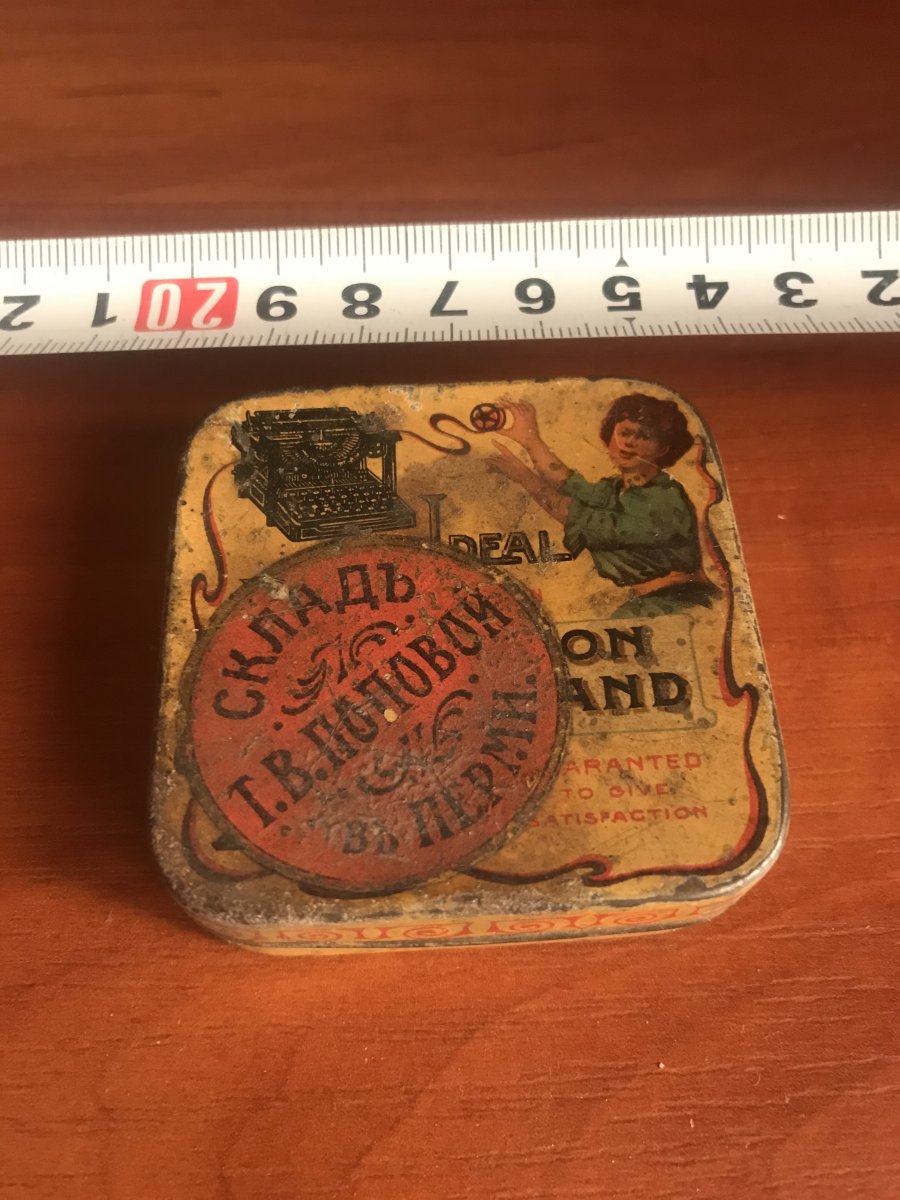 2 1 20 9 8 7 6 5 4 3 2
IDEAL
ON
AND
ARANTED
TO GIVE
SATISFACTION
СКЛАДЪ
Т.В.ПОПОВОЙ
ВЪ ПЕРМИ.